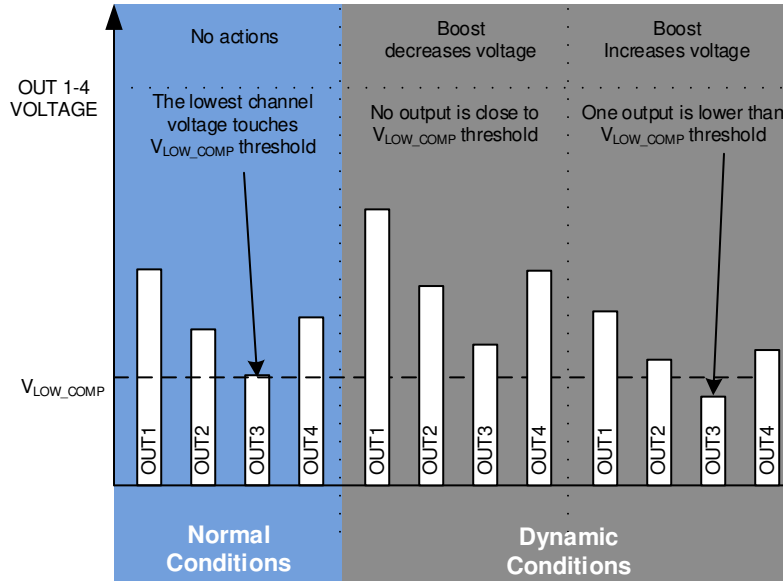 No actions
Boost
decreases voltage
Boost
Increases voltage
OUT 1-4
VOLTAGE
The lowest channel
voltage touches
VLOW_COMP threshold
No output is close to
VLOW_COMP threshold
One output is lower than
VLOW_COMP threshold
VLOW_COMP
OUT1
OUT2
OUT3
OUT4
OUT1
OUT2
OUT3
OUT4
OUT1
OUT2
OUT3
OUT4
Normal
Conditions
Dynamic
Conditions